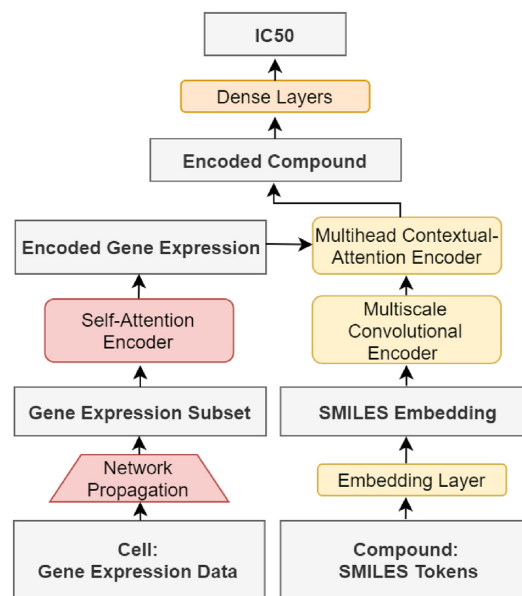 IC50
Dense Layers
Encoded Compound
Encoded Gene Expression
Multihead Contextual-
Attention Encoder
Self-Attention
Encoder
Multiscale
Convolutional
Encoder
Gene Expression Subset
SMILES Embedding
Network
Propagation
Embedding Layer
Cell:
Gene Expression Data
Compound:
SMILES Tokens